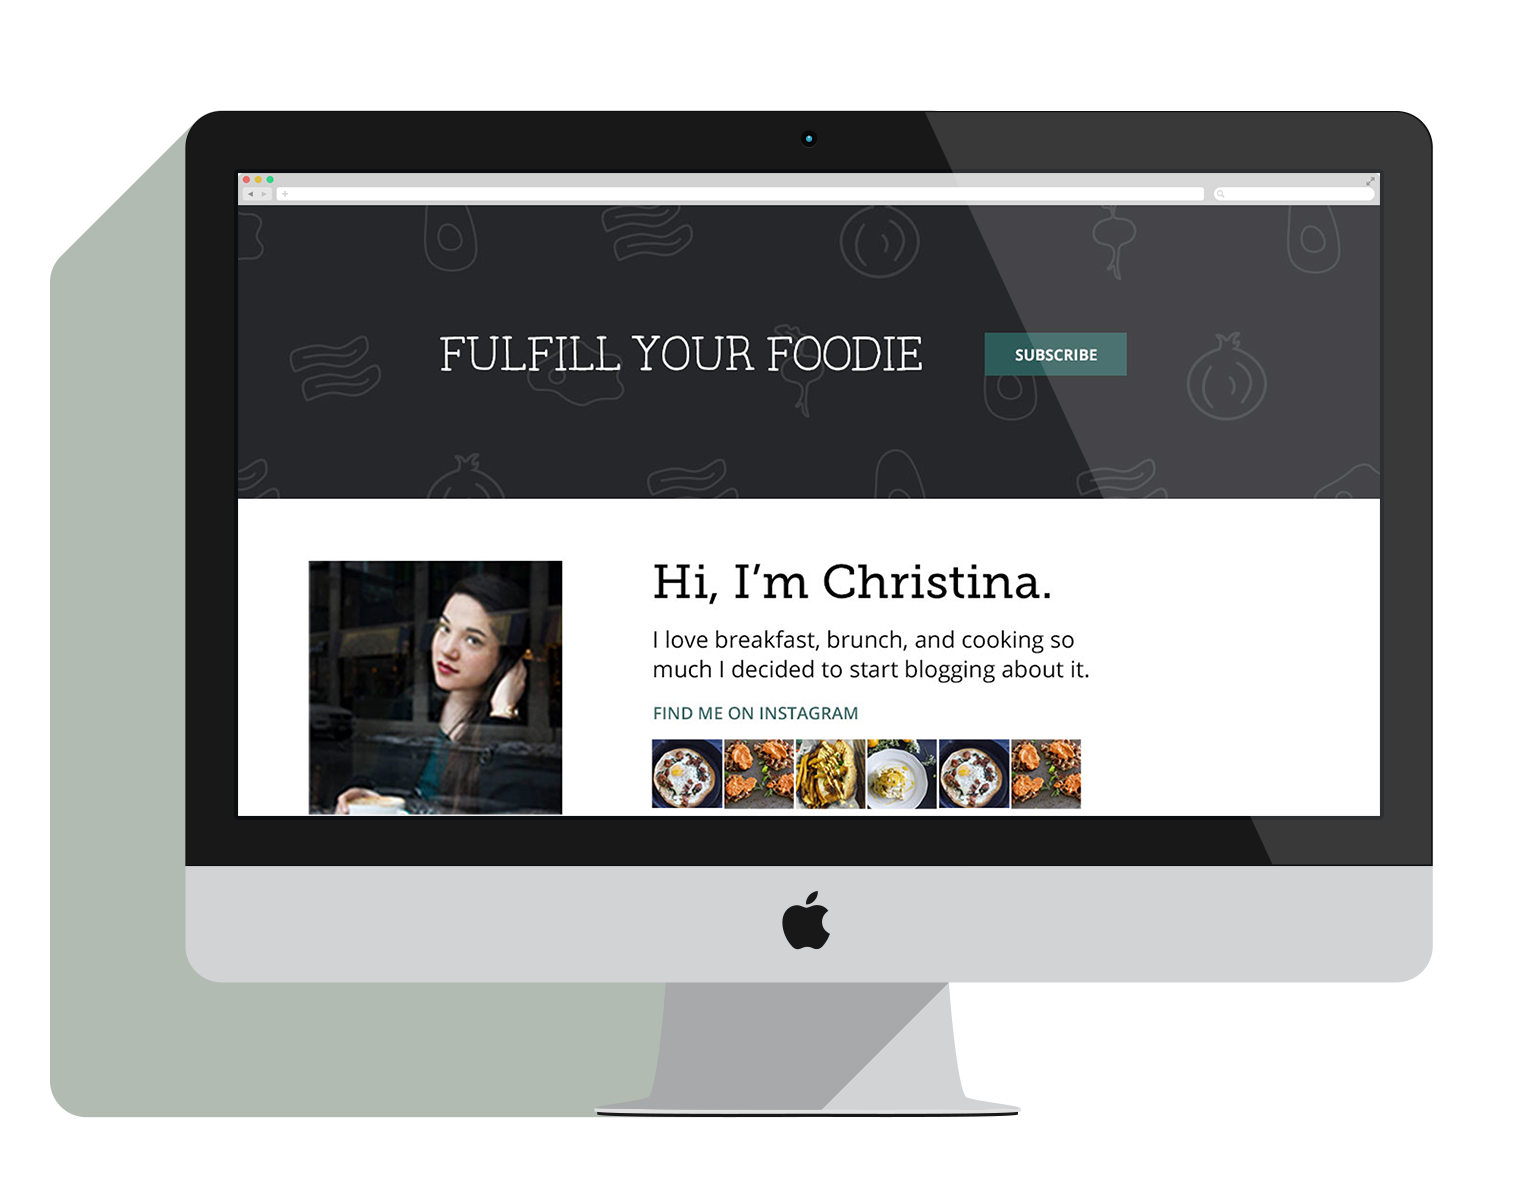 FULFILL YOUR FOODIE
SUBSCRIBE
Hi, I’m Christina.
I love breakfast, brunch, and cooking so
much I decided to start blogging about it.
FIND ME ON INSTAGRAM